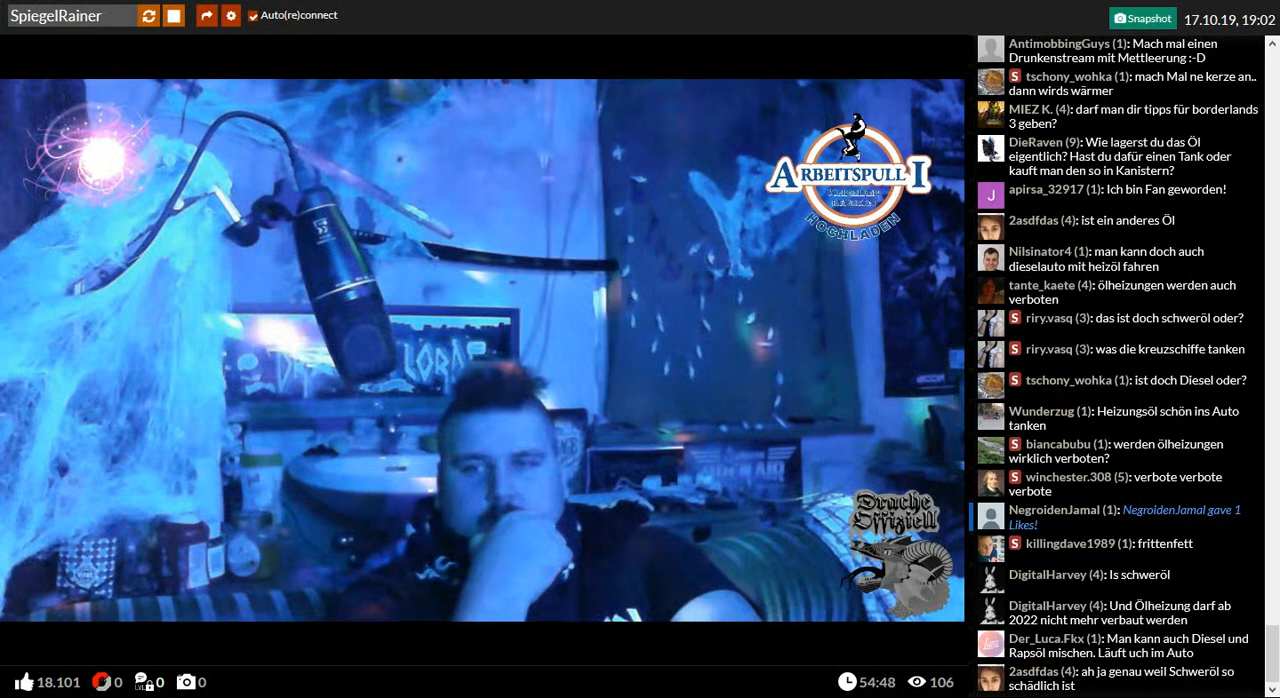 SpiegelRainer
Auto(re)connect
Snapshot
17.10.19, 19:02
ARBEITSPULLI
HOCHLADEN
LORD
Drache
Offiziell
AntimobbingGuys (1): Mach mal einen
Drunkenstream mit Mettleerung :-D
S tschony_wohka (1): mach Mal ne kerze an..
dann wirds wärmer
MIEZ K. (4): darf man dir tipps für borderlands
3 geben?
DieRaven (9): Wie lagerst du das Öl
eigentlich? Hast du dafür einen Tank oder
kauft man den so in Kanistern?
J
apirsa_32917 (1): Ich bin Fan geworden!
2asdfdas (4): ist ein anderes Öl
Nilsinator4 (1): man kann doch auch
dieselauto mit heizöl fahren
tante_kaete (4): ölheizungen werden auch
verboten
S riry.vasq (3): das ist doch schweröl oder?
S riry.vasq (3): was die kreuzschiffe tanken
S tschony_wohka (1): ist doch Diesel oder?
Wunderzug (1): Heizungsöl schön ins Auto
tanken
S biancabubu (1): werden ölheizungen
wirklich verboten?
S winchester.308 (5): verbote verbote
verbote
NegroidenJamal (1): NegroidenJamal gave 1
Likes!
S killingdave1989 (1): frittenfett
DigitalHarvey (4): Is schweröl
DigitalHarvey (4): Und Ölheizung darf ab
2022 nicht mehr verbaut werden
Der_Luca.Fkx (1): Man kann auch Diesel und
Rapsöl mischen. Läuft uch im Auto
2asdfdas (4): ah ja genau weil Schweröl so
schädlich ist
18.101
0
LVL
0
0
54:48
106